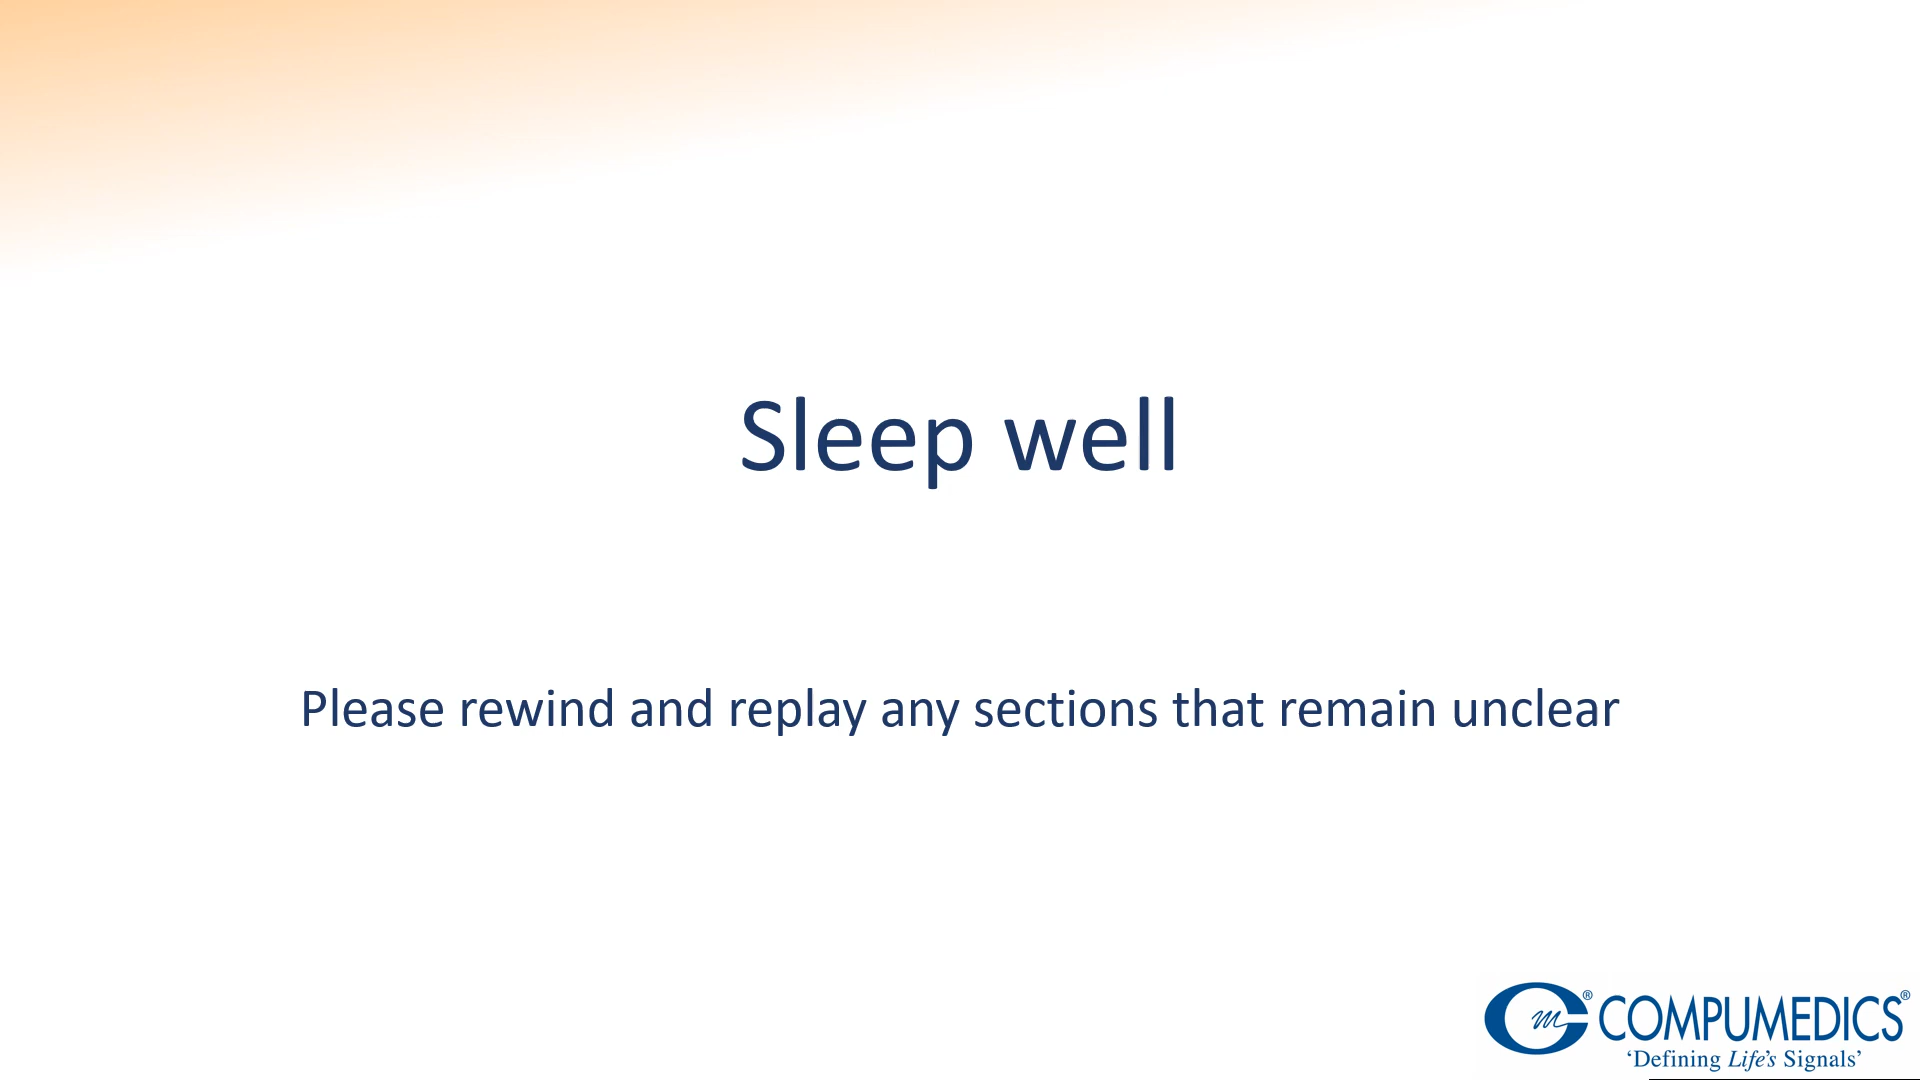 Sleep well
Please rewind and replay any sections that remain unclear
COMPUMEDICS®
‘Defining Life’s Signals’